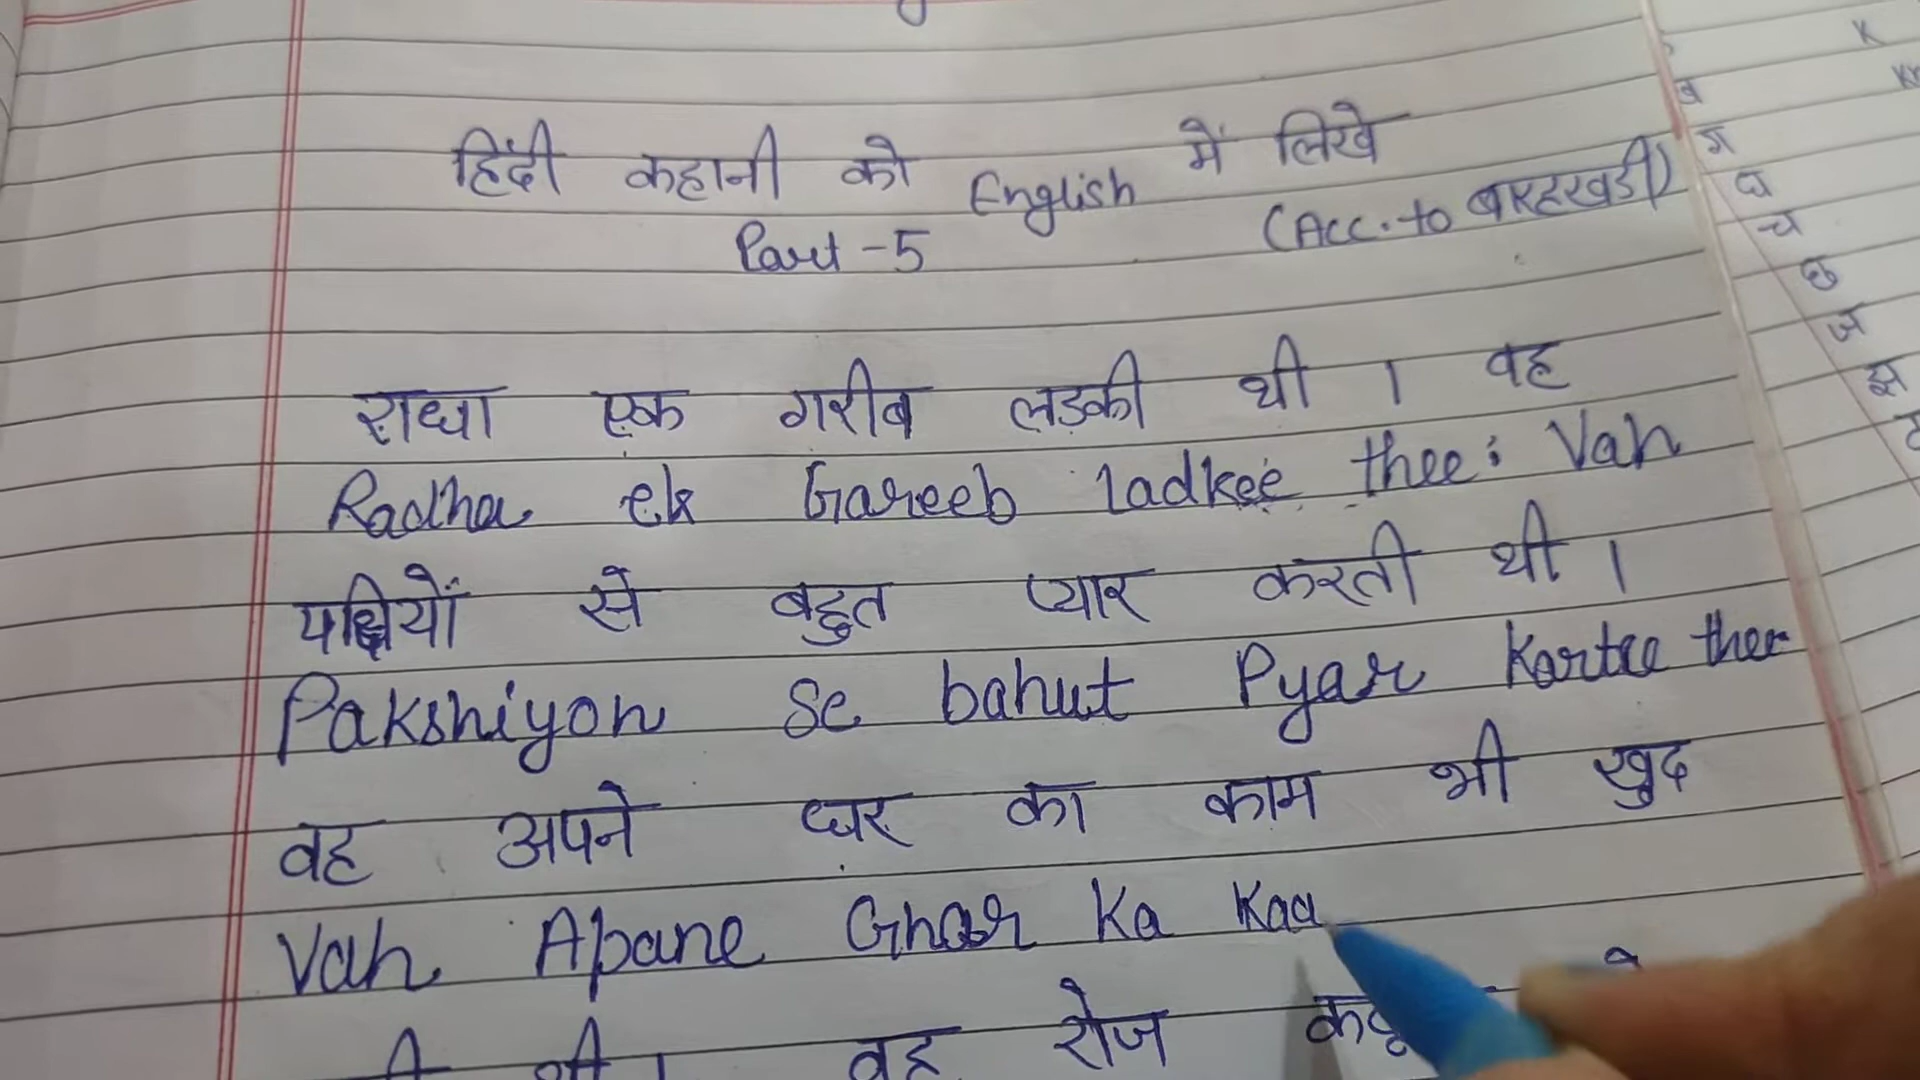 हिंदी कहानी को English में लिखे
Part -5 (Acc. to बारहखडी)
राधा एक गरीब लड़की थी । वह
Radha ek Gareeb ladkee thee: Vah
पक्षियों से बहुत प्यार करती थी ।
Pakshiyon se bahut Pyar Kartee thee
वह अपने घर का काम भी खुद
Vah Apane Ghar Ka Kaa
थी । वह रोज
K
ग
घ
च
छ
ज
झ